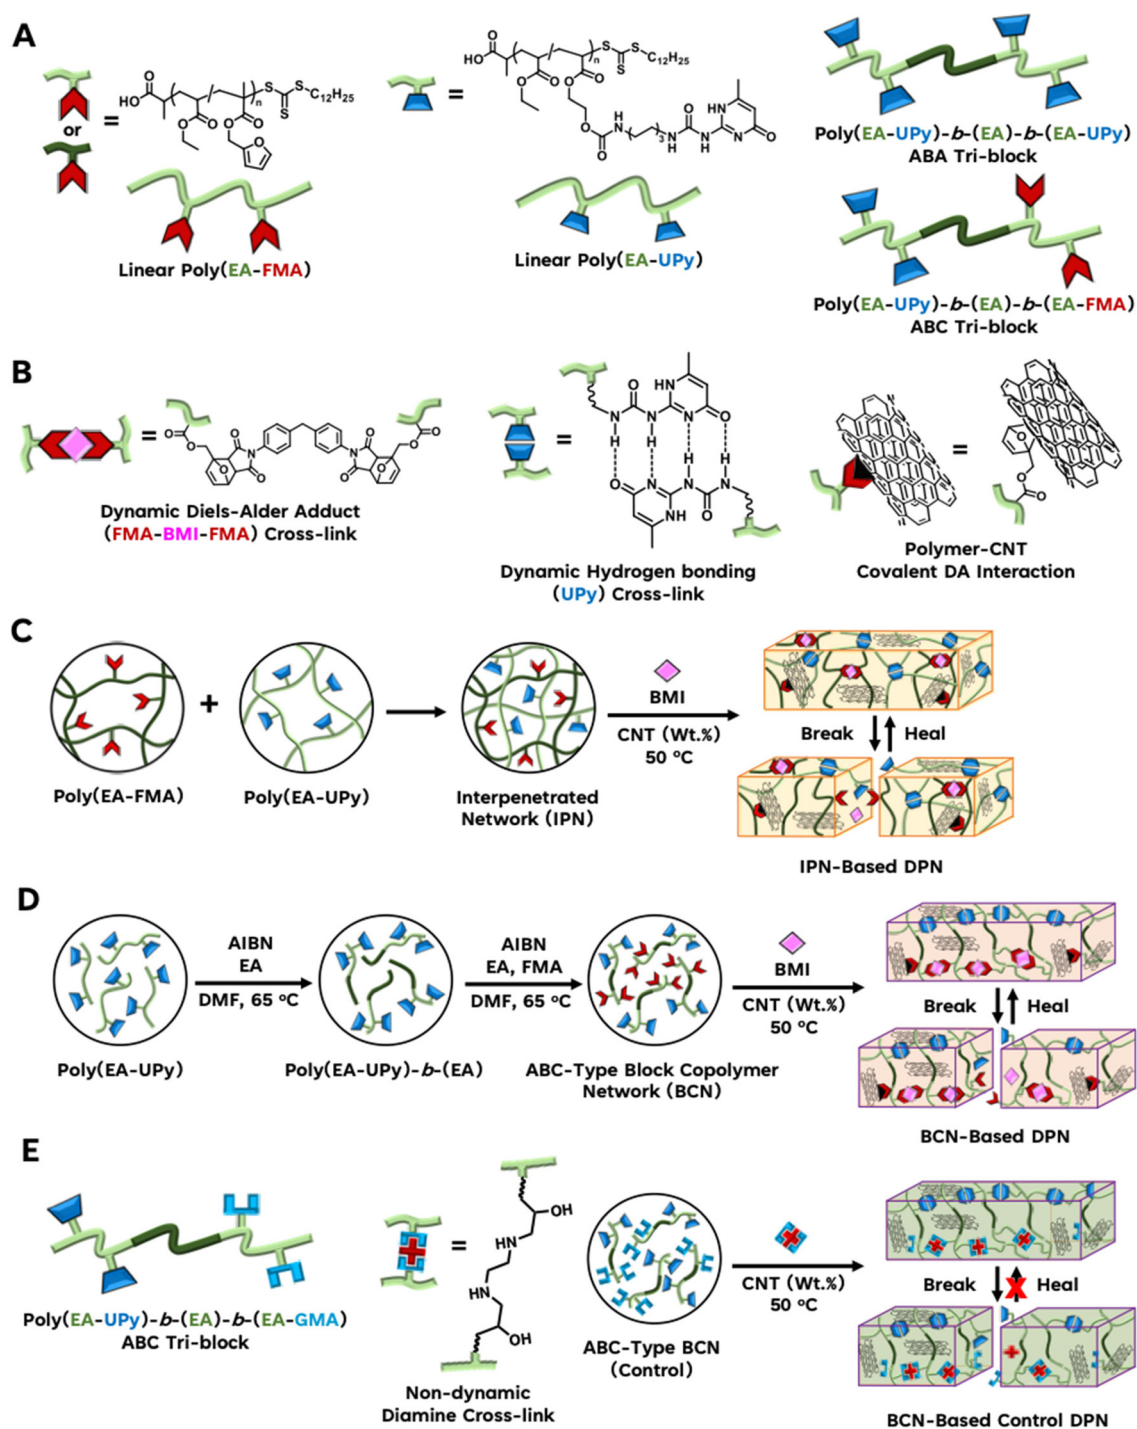 A
or
=
HO
O
O
O
O
O
n
S
S
S
C12H25
O
Linear Poly(EA-FMA)
=
HO
O
O
O
O
O
n
S
S
S
C12H25
O
O
H
N
3
N
H
O
N
H
N
N
O
Linear Poly(EA-UPy)
Poly(EA-UPy)-b-(EA)-b-(EA-UPy)
ABA Tri-block
Poly(EA-UPy)-b-(EA)-b-(EA-FMA)
ABC Tri-block
B
=
Dynamic Diels-Alder Adduct
(FMA-BMI-FMA) Cross-link
=
Dynamic Hydrogen bonding
(UPy) Cross-link
=
Polymer-CNT
Covalent DA Interaction
C
+
Poly(EA-FMA)
Poly(EA-UPy)
Interpenetrated
Network (IPN)
BMI
CNT (Wt.%)
50 ºC
Break
Heal
IPN-Based DPN
D
Poly(EA-UPy)
AIBN
EA
DMF, 65 ºC
Poly(EA-UPy)-b-(EA)
AIBN
EA, FMA
DMF, 65 ºC
ABC-Type Block Copolymer
Network (BCN)
BMI
CNT (Wt.%)
50 ºC
Break
Heal
BCN-Based DPN
E
Poly(EA-UPy)-b-(EA)-b-(EA-GMA)
ABC Tri-block
=
OH
HN
HN
OH
Non-dynamic
Diamine Cross-link
ABC-Type BCN
(Control)
CNT (Wt.%)
50 ºC
Break
Heal
BCN-Based Control DPN